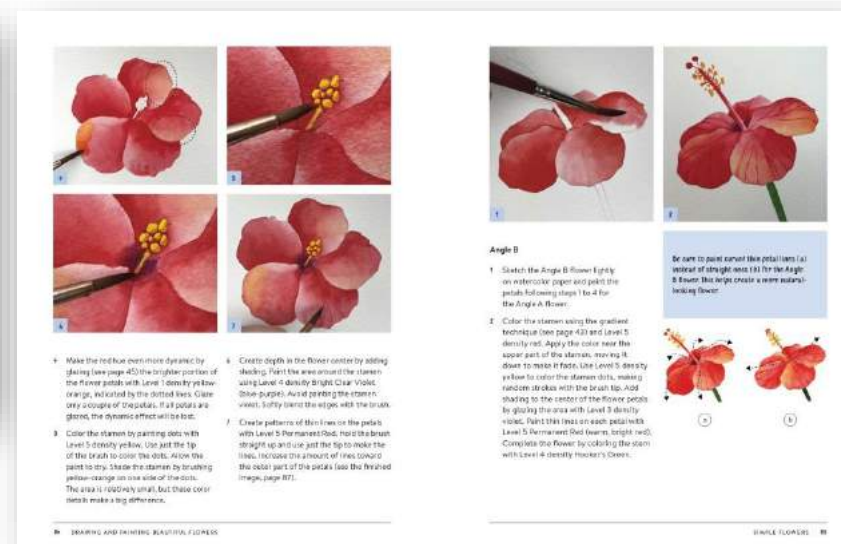 4
5
6
7
4 Make the red hue even more dynamic by
glazing (see page 45) the brighter portion
of the flower petals with Level 1 density yellow-
orange, indicated by the dotted lines. Glaze
only a couple of the petals. If all petals are
glazed, the dynamic effect will be lost.
5 Color the stamen by painting dots with
Level 5 density yellow. Use just the tip
of the brush to color the dots. Allow the
paint to dry. Shade the stamen by brushing
yellow-orange on one side of the dots.
The area is relatively small, but these color
details make a big difference.
6 Create depth in the flower center by adding
shading. Paint the area around the stamen
using Level 4 density Bright Clear Violet
(blue-purple). Avoid painting the stamen
violet. Softly blend the edges with the brush.
7 Create patterns of thin lines on the petals
with Level 5 Permanent Red. Hold the brush
straight up and use just the tip to make the
lines. Increase the amount of lines toward
the outer part of the petals (see the finished
image, page 87).
DRAWING AND PAINTING BEAUTIFUL FLOWERS
1
2
Angle B
1 Sketch the Angle B flower lightly
on watercolor paper and paint the
petals following steps 1 to 4 for
the Angle A flower.
2 Color the stamen using the gradient
technique (see page 43) and Level 5
density red. Apply the color near the
upper part of the stamen, moving it
down to make it fade. Use Level 5 density
yellow to color the stamen dots, making
random strokes with the brush tip. Add
shading to the center of the flower petals
by glazing the area with Level 3 density
violet. Paint thin lines on each petal with
Level 5 Permanent Red (warm, bright red).
Complete the flower by coloring the stem
with Level 4 density Hooker's Green.
Be sure to paint curved thin petal lines (a)
instead of straight ones (b) for the Angle
B flower. This helps create a more natural-
looking flower.
a
b
SIMPLE FLOWERS